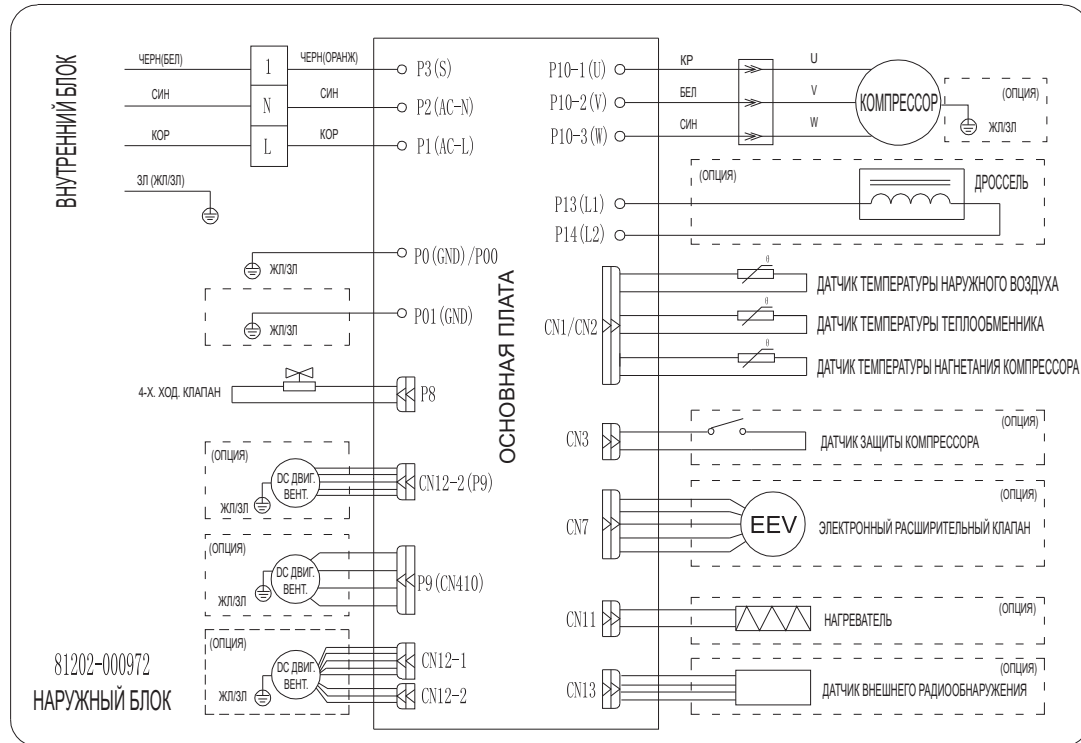 ВНУТРЕННИЙ БЛОК
ЧЕРН(БЕЛ)
1
ЧЕРН(ОРАНЖ)
P3(S)
СИН
N
СИН
P2(AC-N)
КОР
L
КОР
P1(AC-L)
ЗЛ (ЖЛ/ЗЛ)
P0(GND)/P00
ЖЛ/ЗЛ
P01(GND)
ЖЛ/ЗЛ
4-Х. ХОД. КЛАПАН
P8
(ОПЦИЯ)
DC ДВИГ.
ВЕНТ.
ЖЛ/ЗЛ
CN12-2(P9)
(ОПЦИЯ)
DC ДВИГ.
ВЕНТ.
ЖЛ/ЗЛ
P9(CN410)
(ОПЦИЯ)
DC ДВИГ.
ВЕНТ.
ЖЛ/ЗЛ
CN12-1
CN12-2
81202-000972
НАРУЖНЫЙ БЛОК
ОСНОВНАЯ ПЛАТА
P10-1(U)
КР
U
P10-2(V)
БЕЛ
V
P10-3(W)
СИН
W
КОМПРЕССОР
(ОПЦИЯ)
ЖЛ/ЗЛ
(ОПЦИЯ)
ДРОССЕЛЬ
P13(L1)
P14(L2)
CN1/CN2
θ
ДАТЧИК ТЕМПЕРАТУРЫ НАРУЖНОГО ВОЗДУХА
θ
ДАТЧИК ТЕМПЕРАТУРЫ ТЕПЛООБМЕННИКА
θ
ДАТЧИК ТЕМПЕРАТУРЫ НАГНЕТАНИЯ КОМПРЕССОРА
CN3
(ОПЦИЯ)
ДАТЧИК ЗАЩИТЫ КОМПРЕССОРА
CN7
EEV
(ОПЦИЯ)
ЭЛЕКТРОННЫЙ РАСШИРИТЕЛЬНЫЙ КЛАПАН
CN11
(ОПЦИЯ)
НАГРЕВАТЕЛЬ
CN13
(ОПЦИЯ)
ДАТЧИК ВНЕШНЕГО РАДИООБНАРУЖЕНИЯ